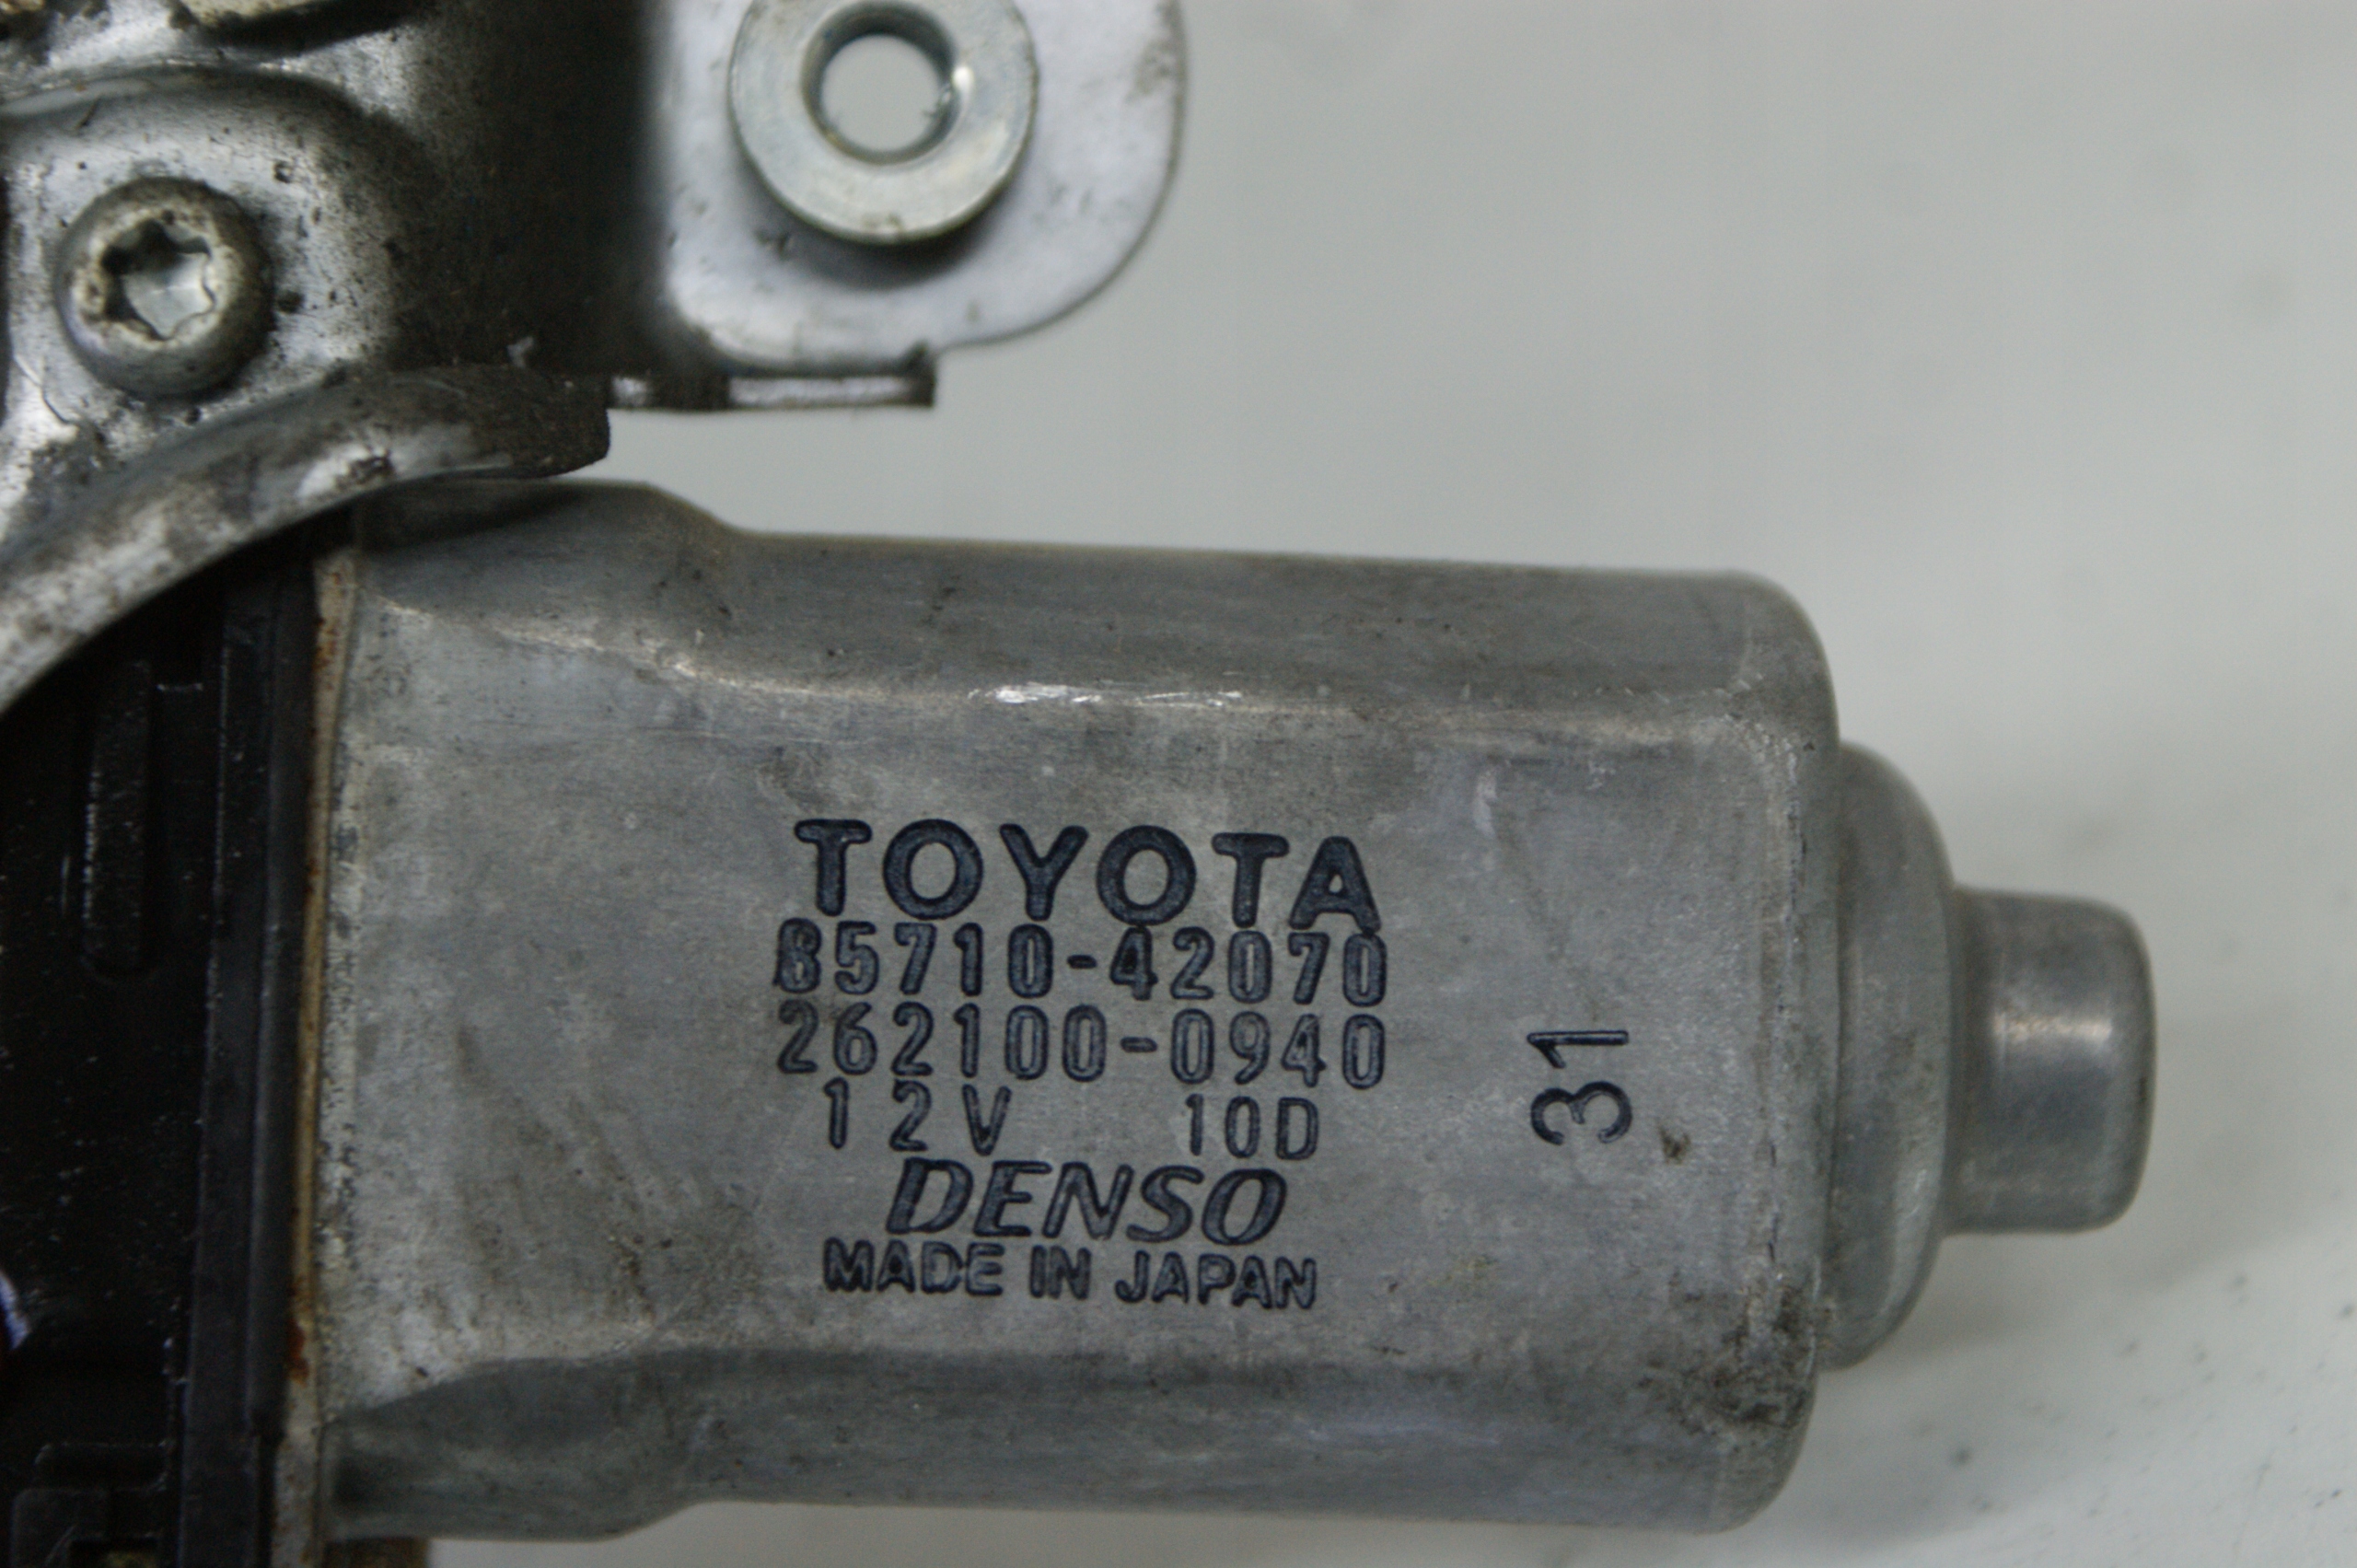 TOYOTA
85710-42070
262100-0940
12V 10D
DENSO
MADE IN JAPAN
31